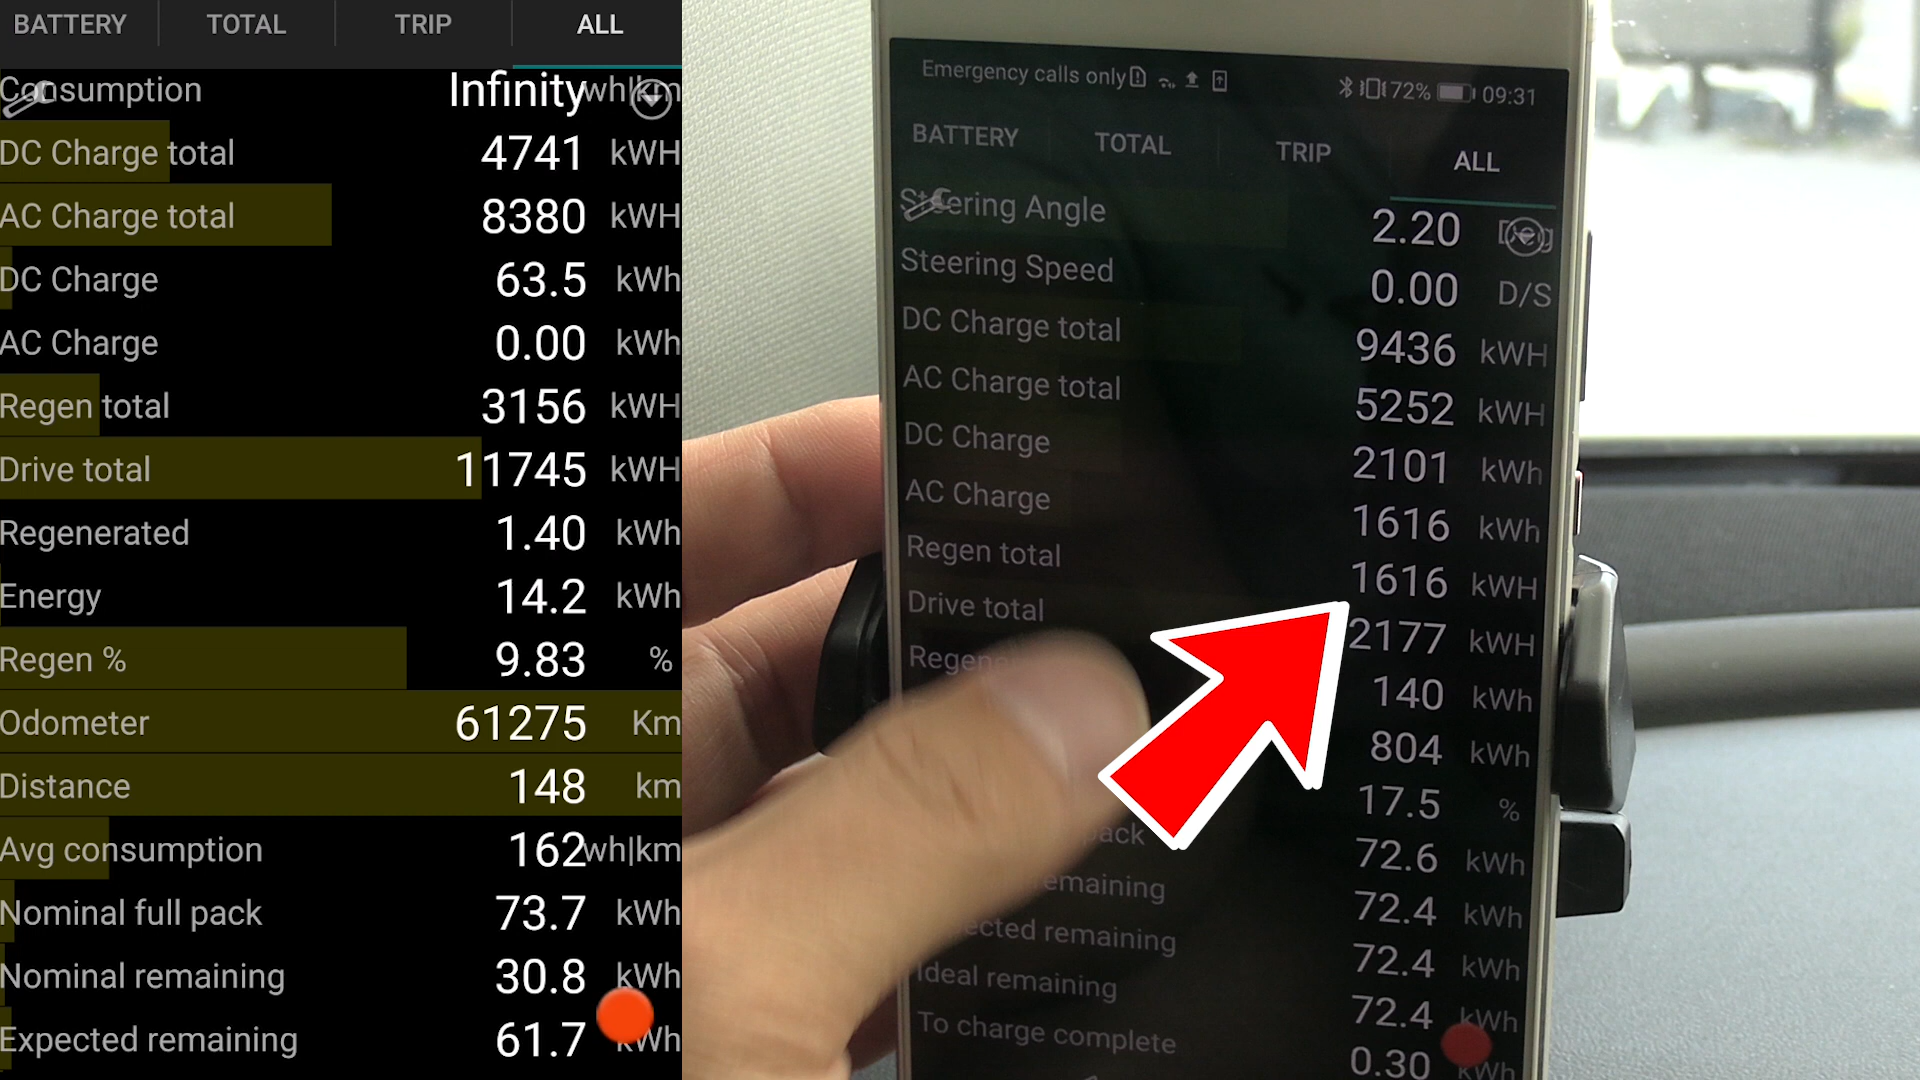 BATTERY TOTAL TRIP ALL
Consumption Infinity wh|km
DC Charge total 4741 kWH
AC Charge total 8380 kWH
DC Charge 63.5 kWh
AC Charge 0.00 kWh
Regen total 3156 kWH
Drive total 11745 kWH
Regenerated 1.40 kWh
Energy 14.2 kWh
Regen % 9.83 %
Odometer 61275 Km
Distance 148 km
Avg consumption 162 wh|km
Nominal full pack 73.7 kWh
Nominal remaining 30.8 kWh
Expected remaining 61.7 kWh
Emergency calls only 72% 09:31
BATTERY TOTAL TRIP ALL
Steering Angle 2.20
Steering Speed 0.00 D/S
DC Charge total 9436 kWH
AC Charge total 5252 kWH
DC Charge 2101 kWh
AC Charge 1616 kWh
Regen total 1616 kWH
Drive total 2177 kWH
140 kWh
804 kWh
17.5 %
pack 72.6 kWh
remaining 72.4 kWh
remaining 72.4 kWh
Ideal remaining 72.4 kWh
To charge complete 0.30 kWh